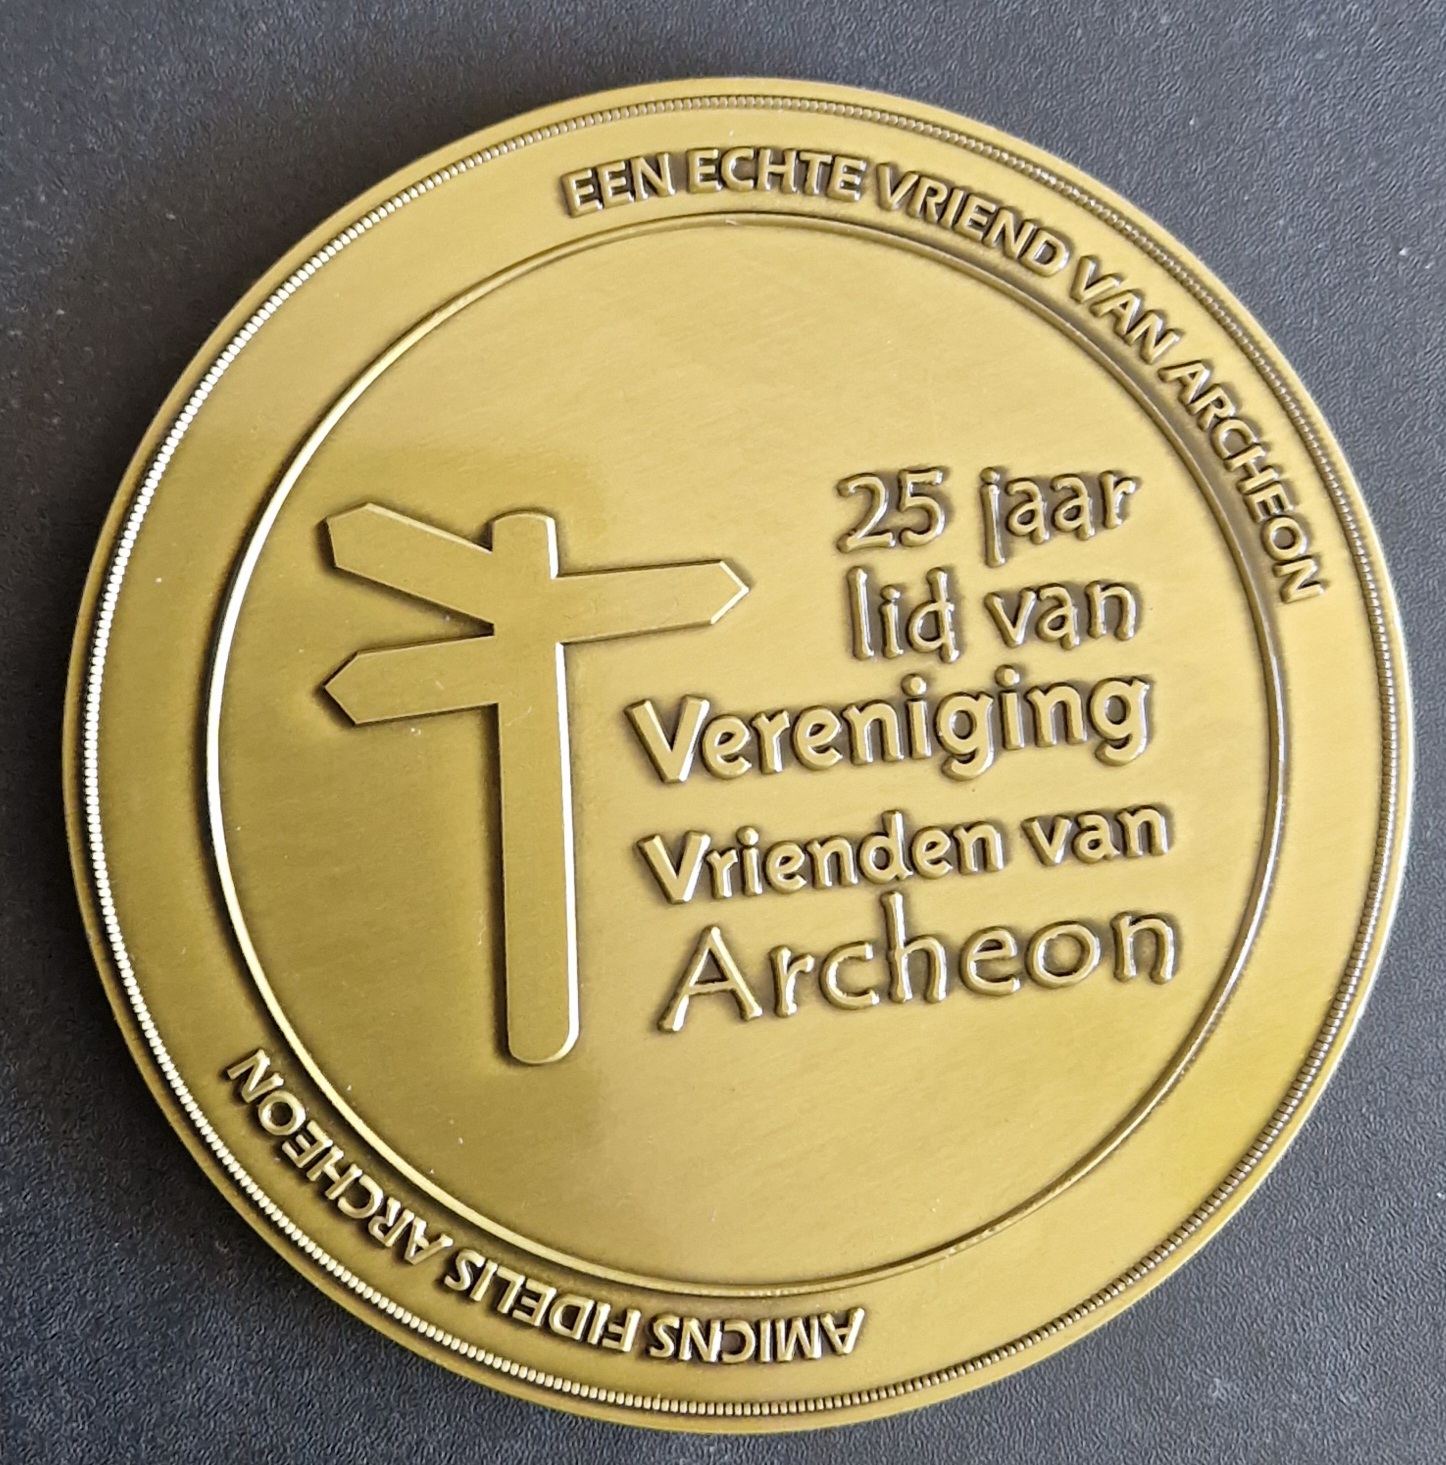 EEN ECHTE VRIEND VAN ARCHEON
25 jaar
lid van
Vereniging
Vrienden van
Archeon
AMICNS FIDELIS ARCHEON